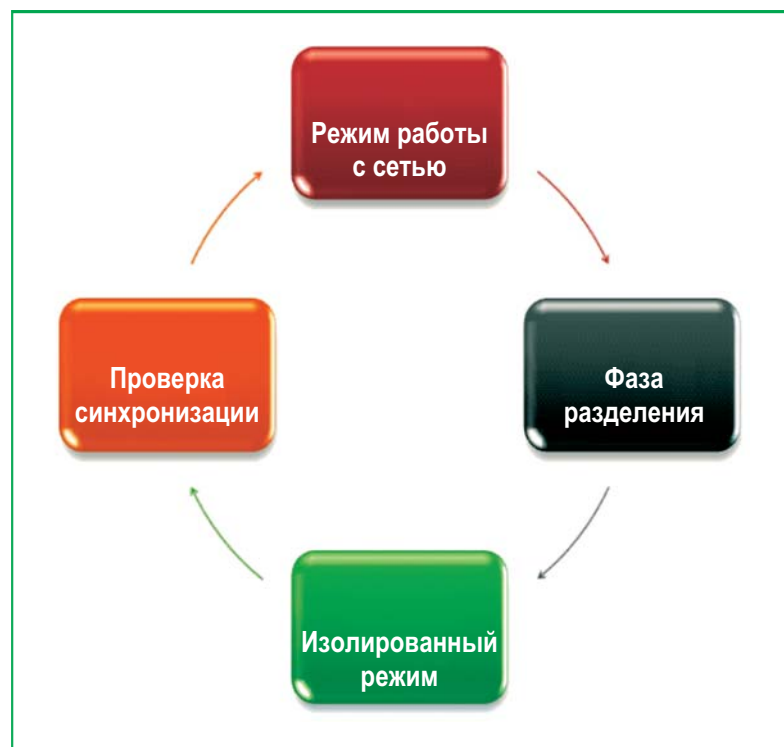 Режим работы
с сетью
Фаза
разделения
Изолированный
режим
Проверка
синхронизации